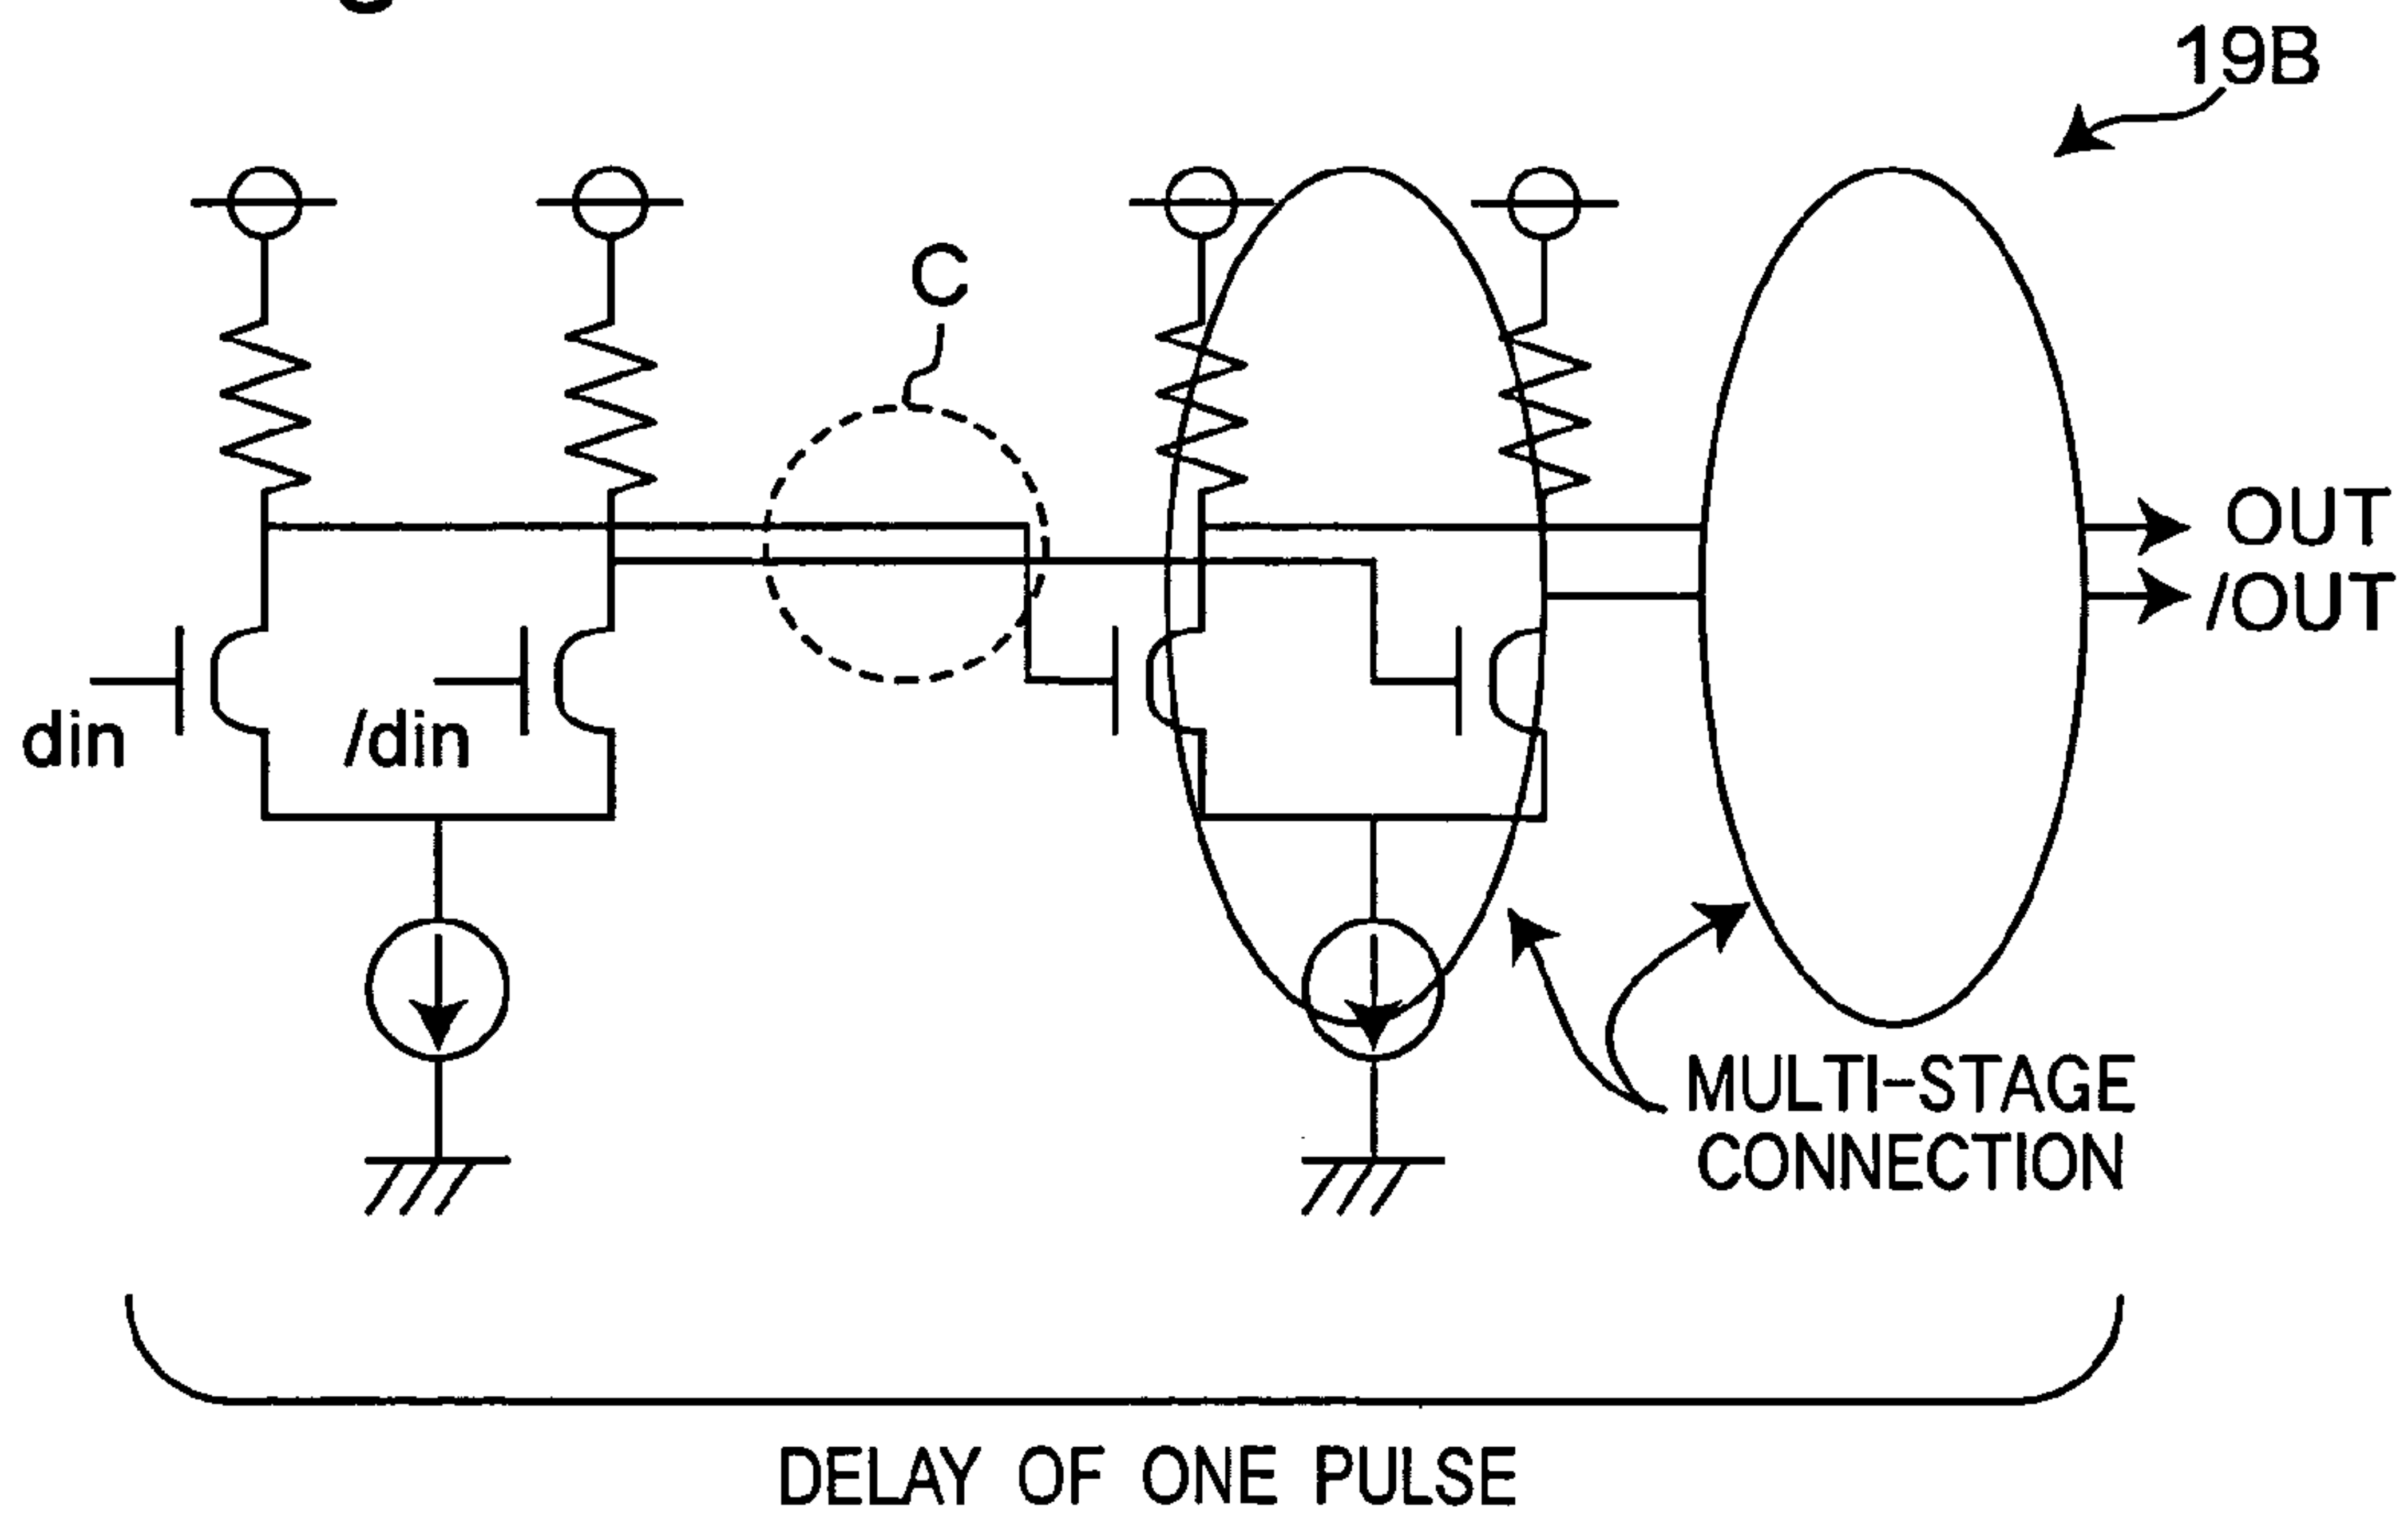 19B
C
OUT
/OUT
din
/din
MULTI-STAGE
CONNECTION
DELAY OF ONE PULSE